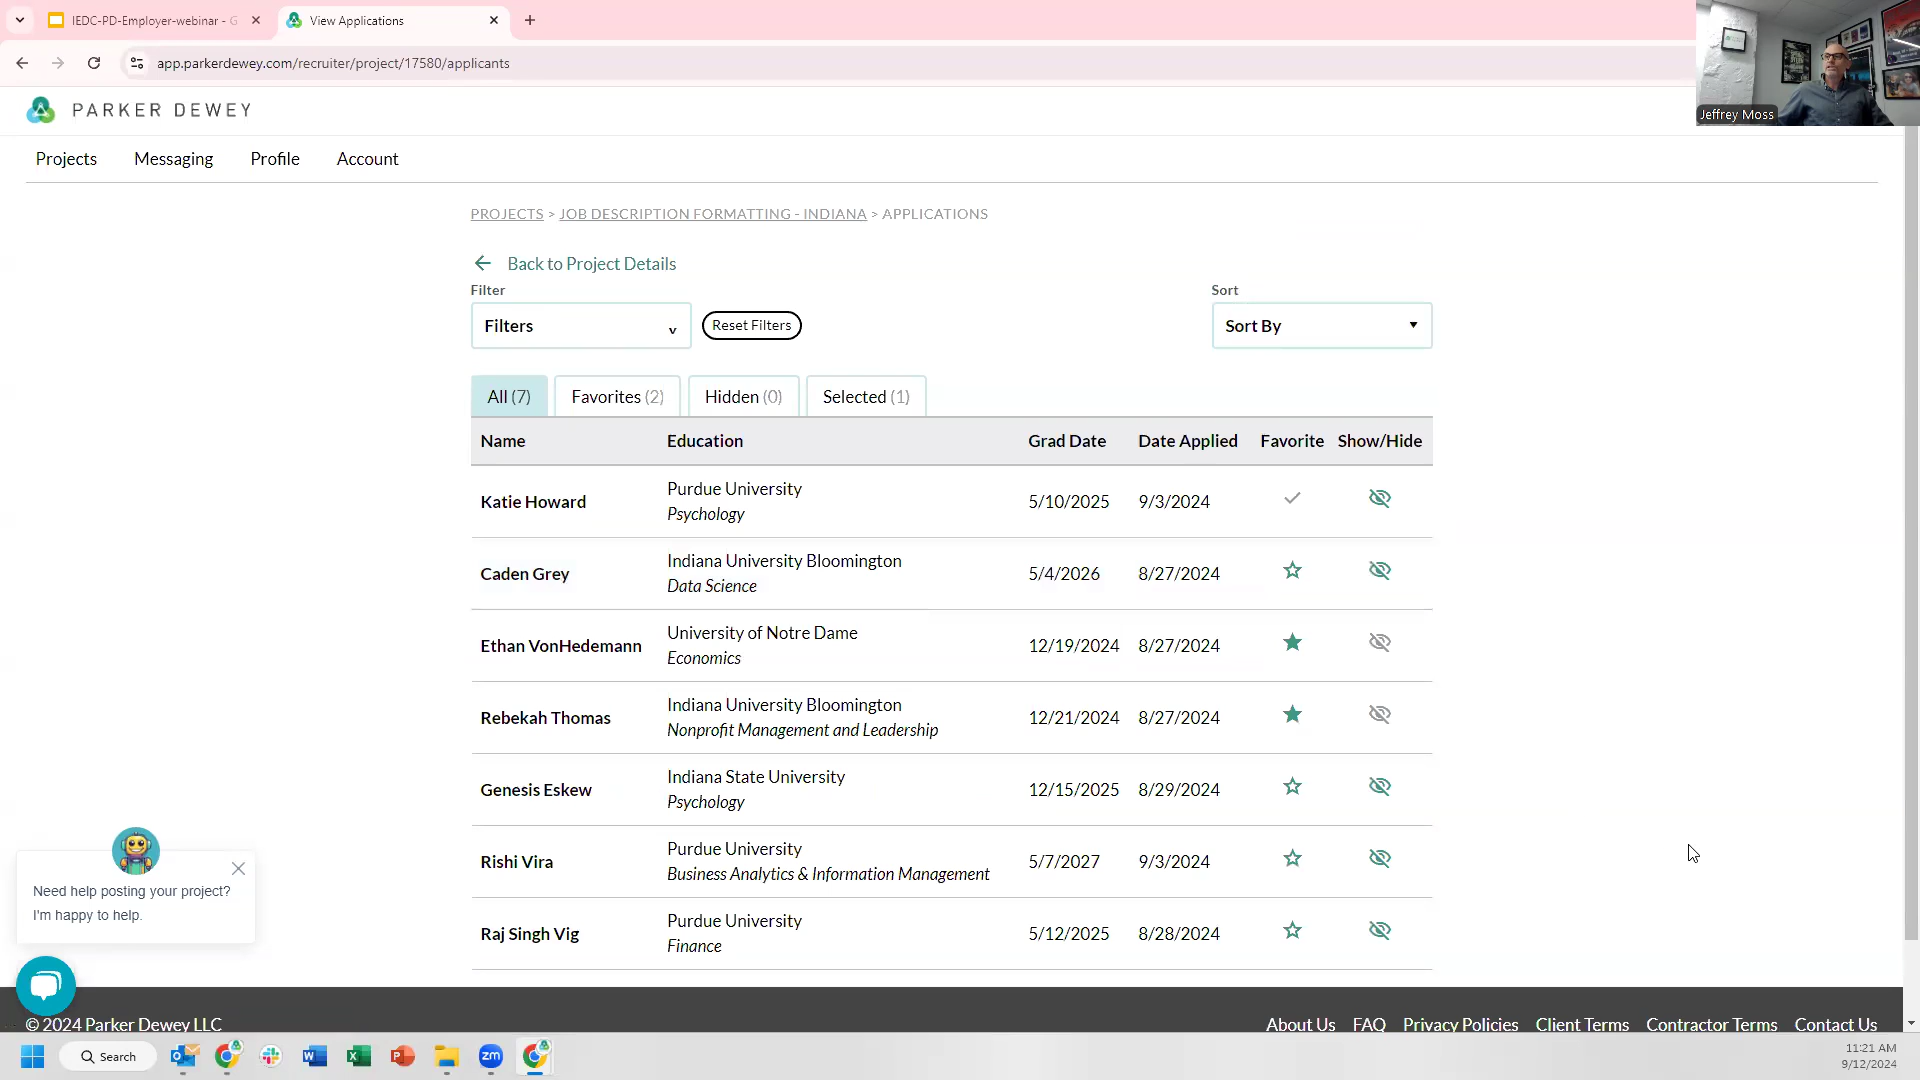 IEDC-PD-Employer-webinar - G
View Applications
app.parkerdewey.com/recruiter/project/17580/applicants
Jeffrey Moss
PARKER DEWEY
Projects Messaging Profile Account
PROJECTS > JOB DESCRIPTION FORMATTING - INDIANA > APPLICATIONS
Back to Project Details
Filter Sort
Filters Reset Filters Sort By
All (7) Favorites (2) Hidden (0) Selected (1)
Name Education Grad Date Date Applied Favorite Show/Hide
Katie Howard Purdue University 5/10/2025 9/3/2024
Psychology
Caden Grey Indiana University Bloomington 5/4/2026 8/27/2024
Data Science
Ethan VonHedemann University of Notre Dame 12/19/2024 8/27/2024
Economics
Rebekah Thomas Indiana University Bloomington 12/21/2024 8/27/2024
Nonprofit Management and Leadership
Genesis Eskew Indiana State University 12/15/2025 8/29/2024
Psychology
Rishi Vira Purdue University 5/7/2027 9/3/2024
Business Analytics & Information Management
Raj Singh Vig Purdue University 5/12/2025 8/28/2024
Finance
Need help posting your project?
I'm happy to help.
© 2024 Parker Dewey LLC
About Us FAQ Privacy Policies Client Terms Contractor Terms Contact Us
Search
zm
11:21 AM
9/12/2024